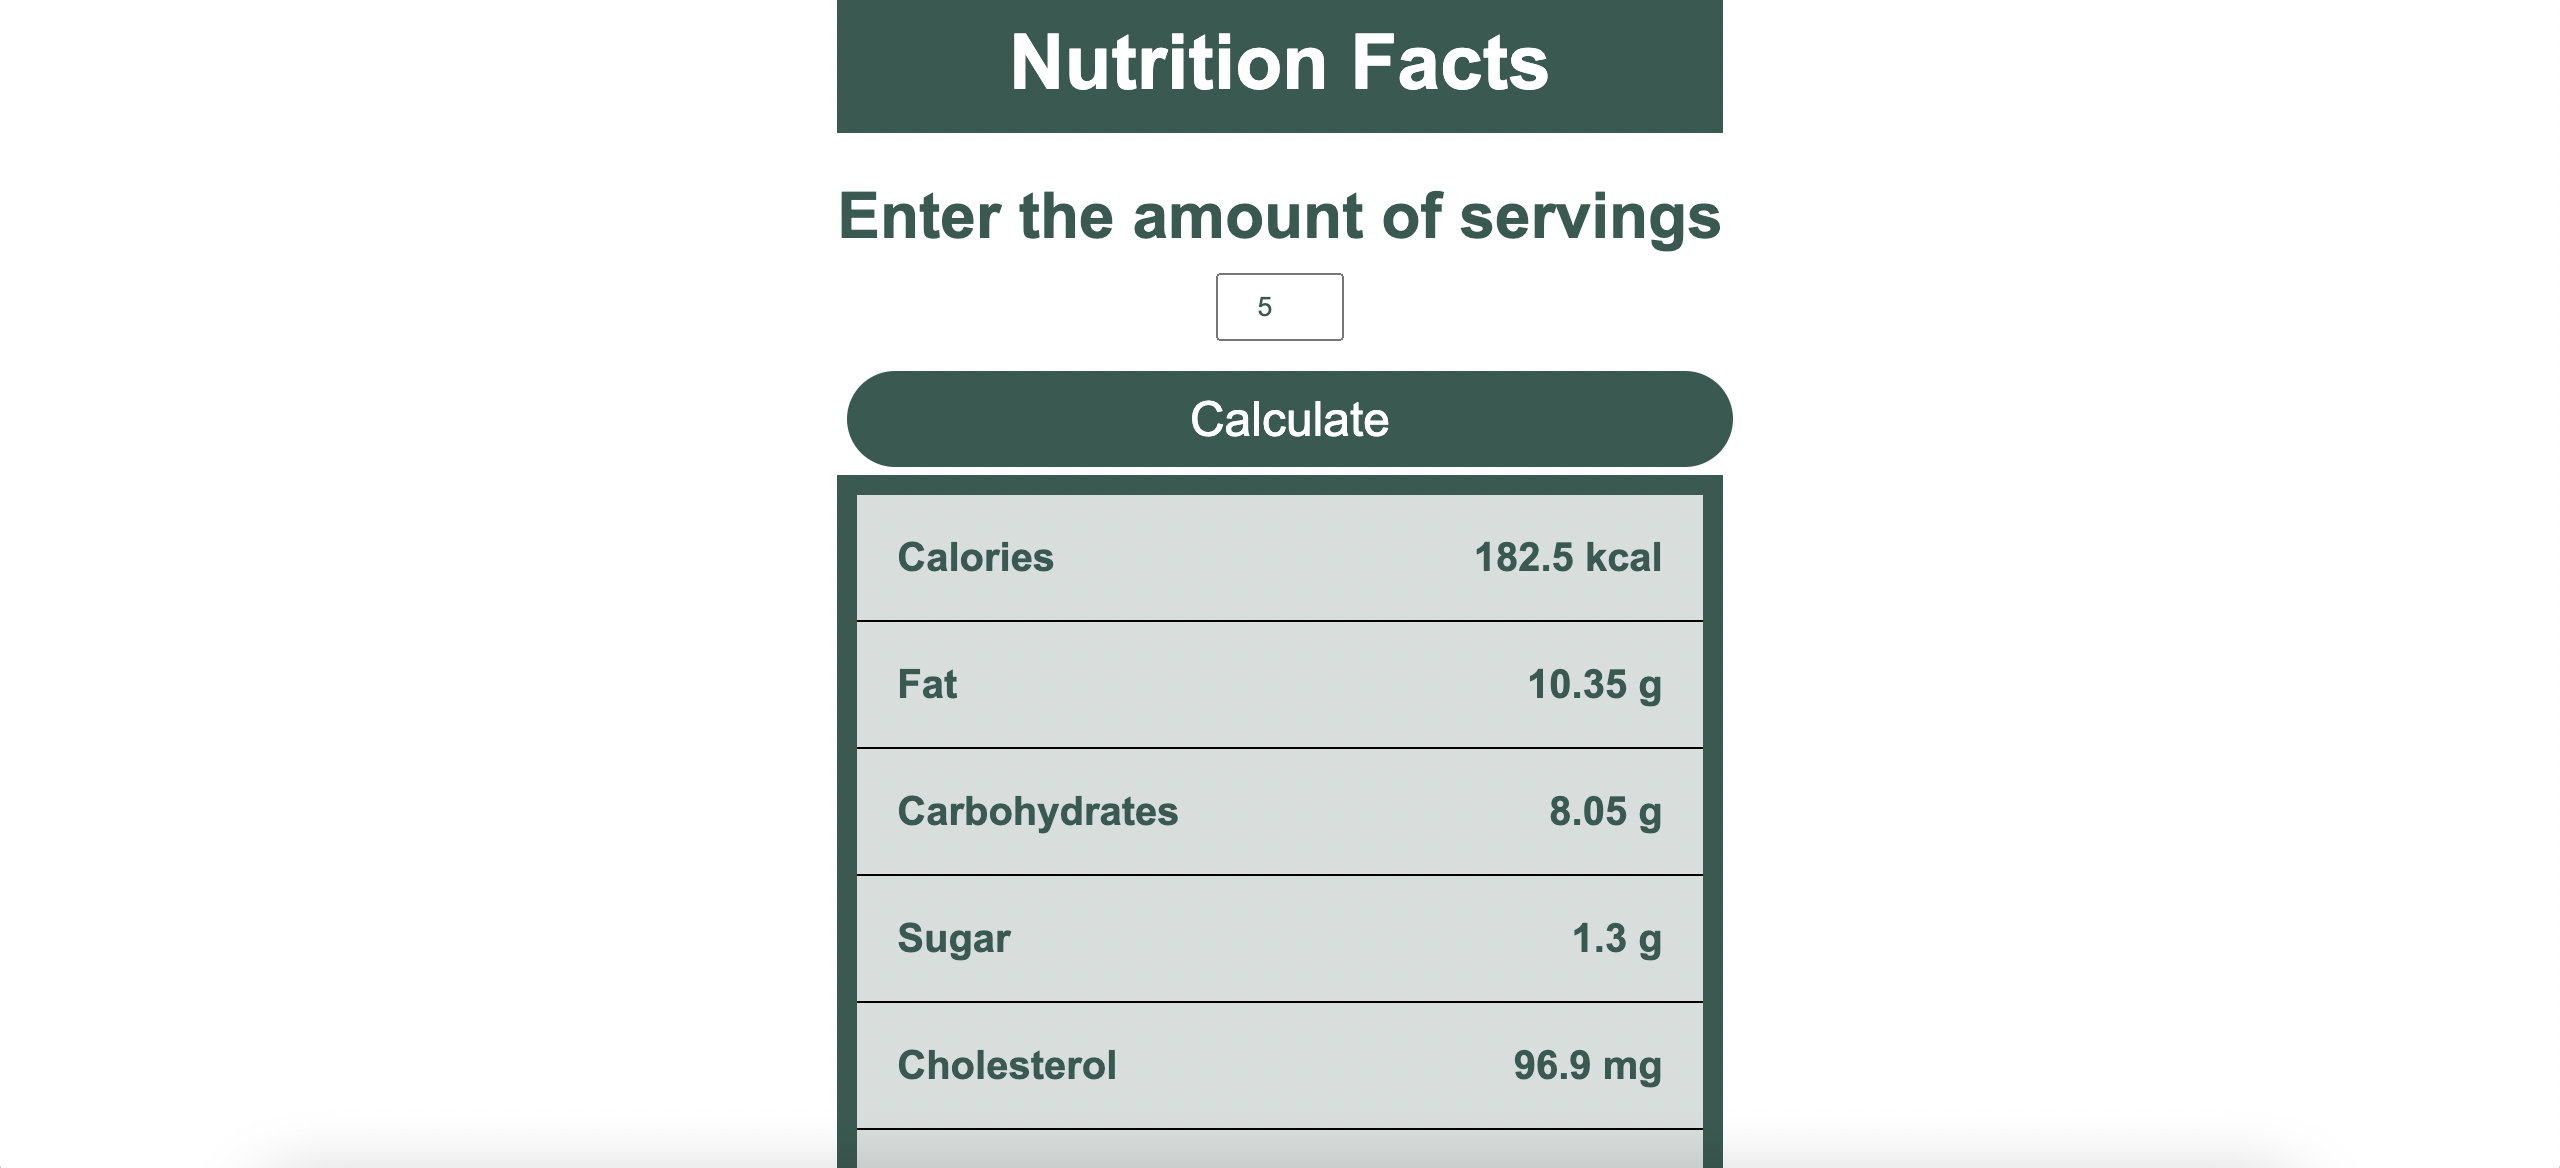 Nutrition Facts
Enter the amount of servings
5
Calculate
Calories 182.5 kcal
Fat 10.35 g
Carbohydrates 8.05 g
Sugar 1.3 g
Cholesterol 96.9 mg